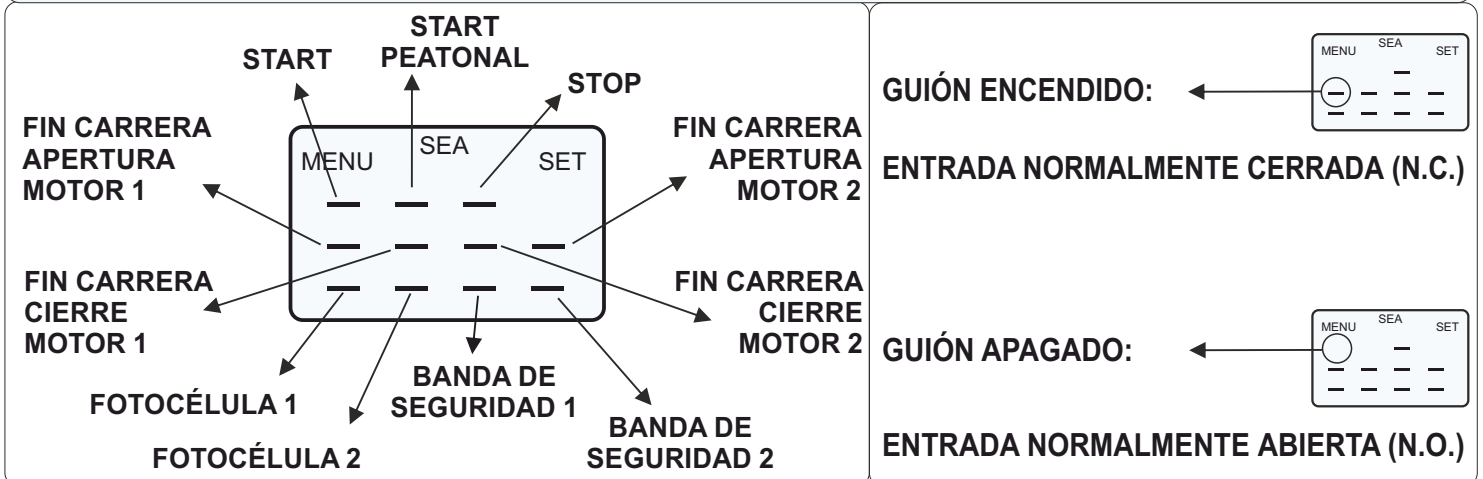 START
PEATONAL
START
STOP
FIN CARRERA
APERTURA
MOTOR 1
FIN CARRERA
APERTURA
MOTOR 2
MENU
SEA
SET
FIN CARRERA
CIERRE
MOTOR 1
FIN CARRERA
CIERRE
MOTOR 2
FOTOCÉLULA 1
BANDA DE
SEGURIDAD 1
FOTOCÉLULA 2
BANDA DE
SEGURIDAD 2
GUIÓN ENCENDIDO:
MENU
SEA
SET
ENTRADA NORMALMENTE CERRADA (N.C.)
GUIÓN APAGADO:
MENU
SEA
SET
ENTRADA NORMALMENTE ABIERTA (N.O.)